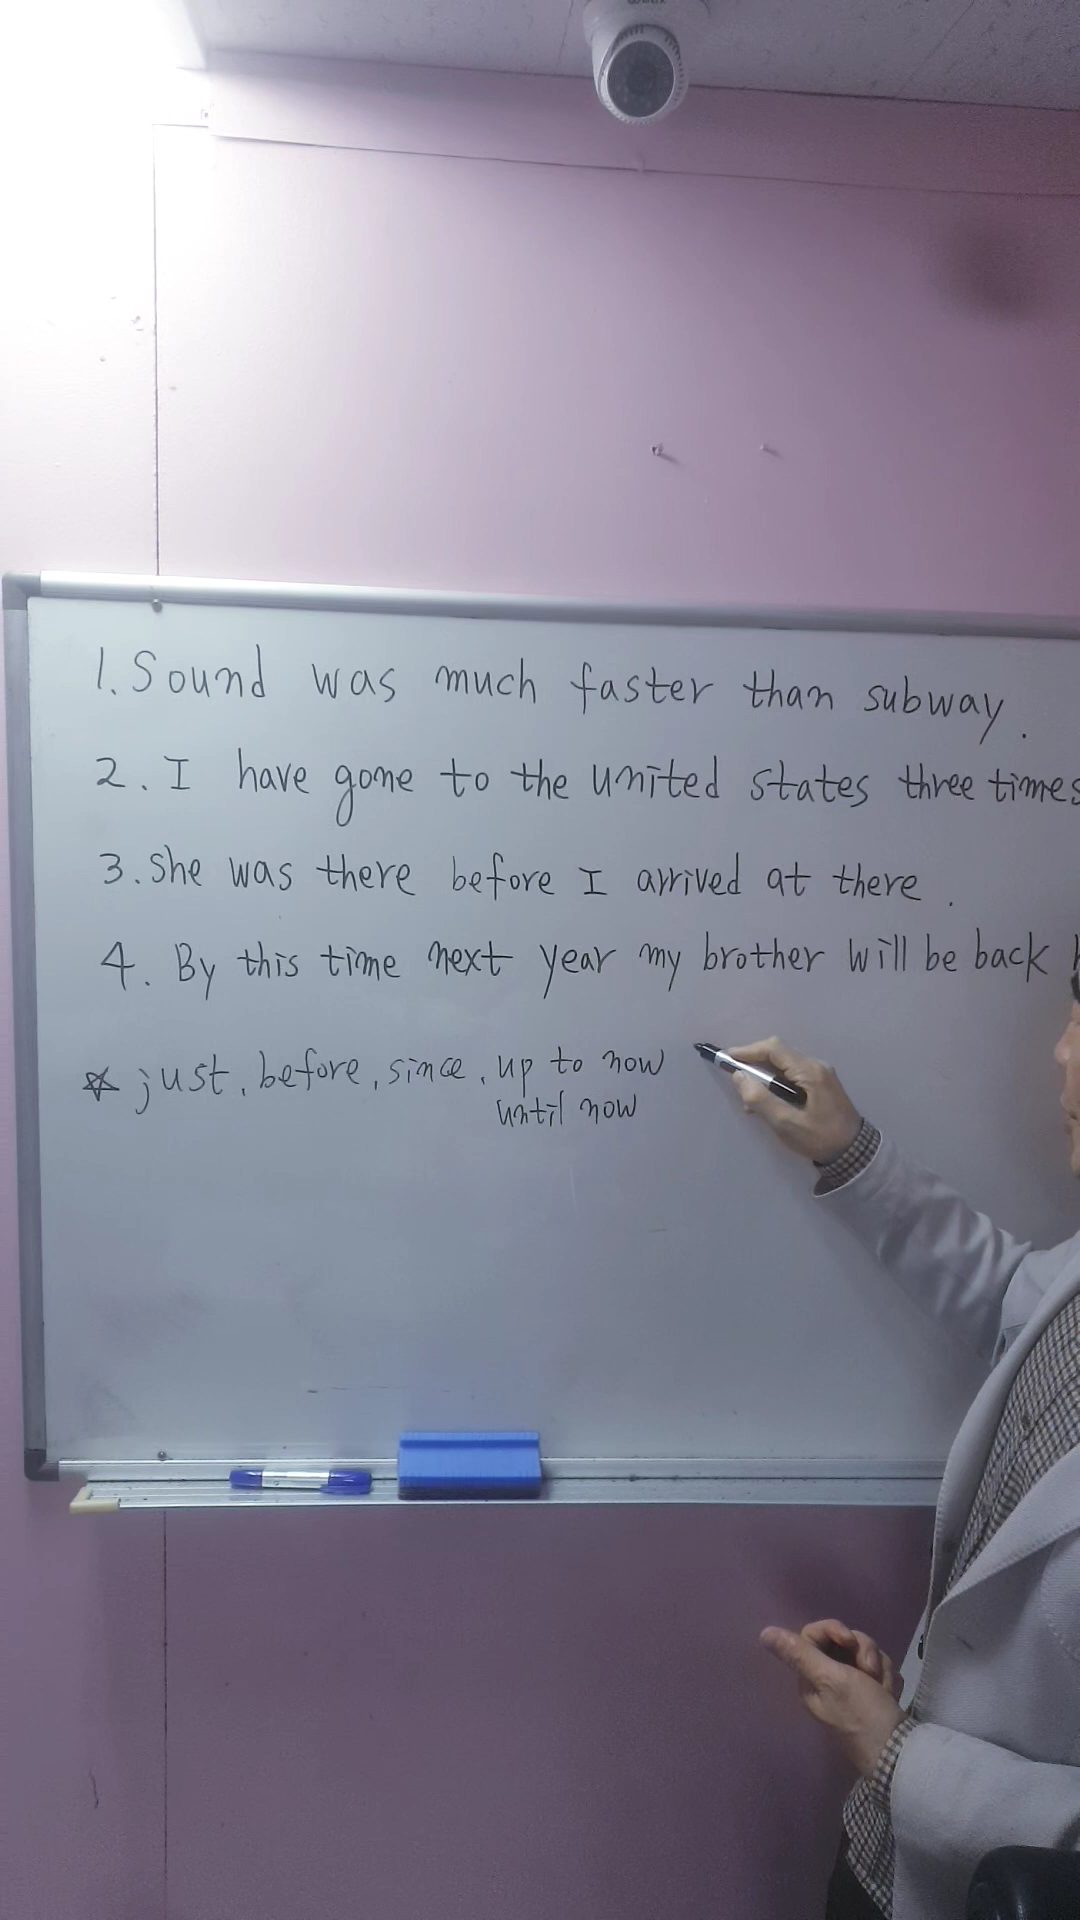 1. Sound was much faster than subway.
2. I have gone to the united states three times
3. She was there before I arrived at there.
4. By this time next year my brother will be back
☆ just, before, since, up to now
until now